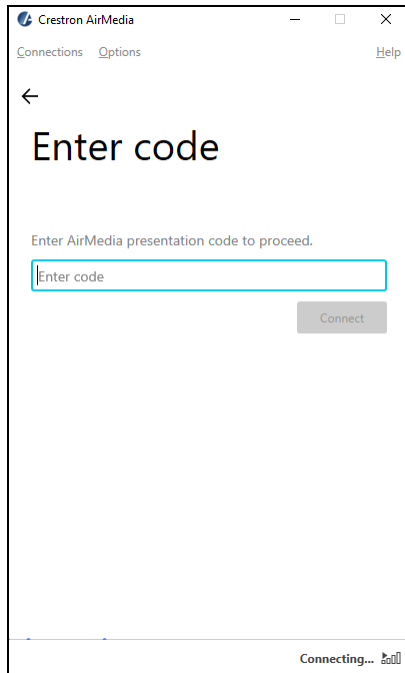 Crestron AirMedia
Connections Options Help
Enter code
Enter AirMedia presentation code to proceed.
Enter code
Connect
Connecting...